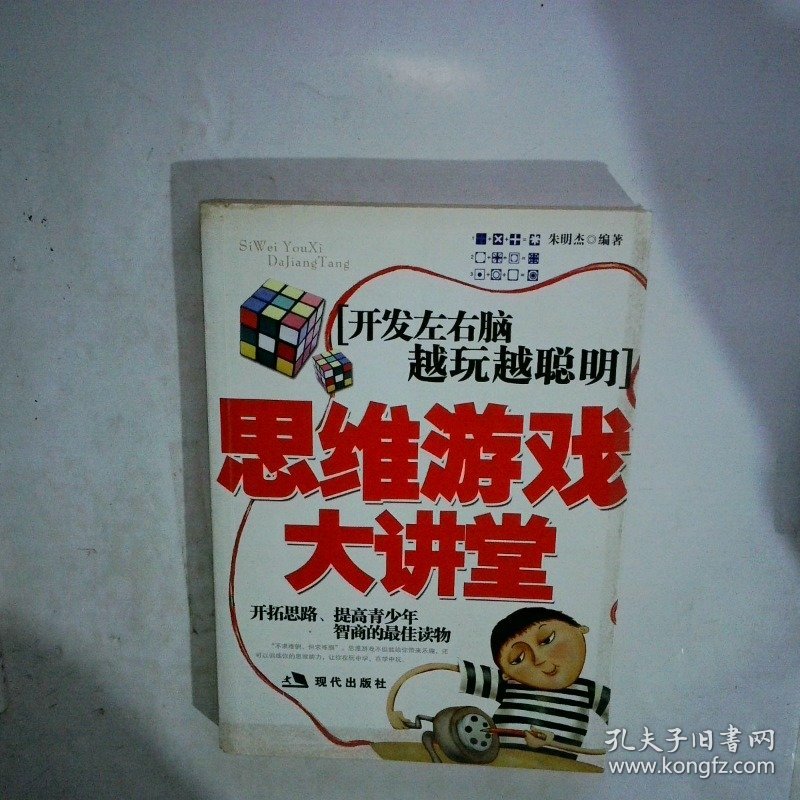 SiWei YouXi
DaJiangTang
朱明杰◎编著
[开发左右脑
越玩越聪明]
思维游戏
大讲堂
开拓思路、提高青少年
智商的最佳读物
现代出版社
孔夫子旧书网
www.kongfz.com